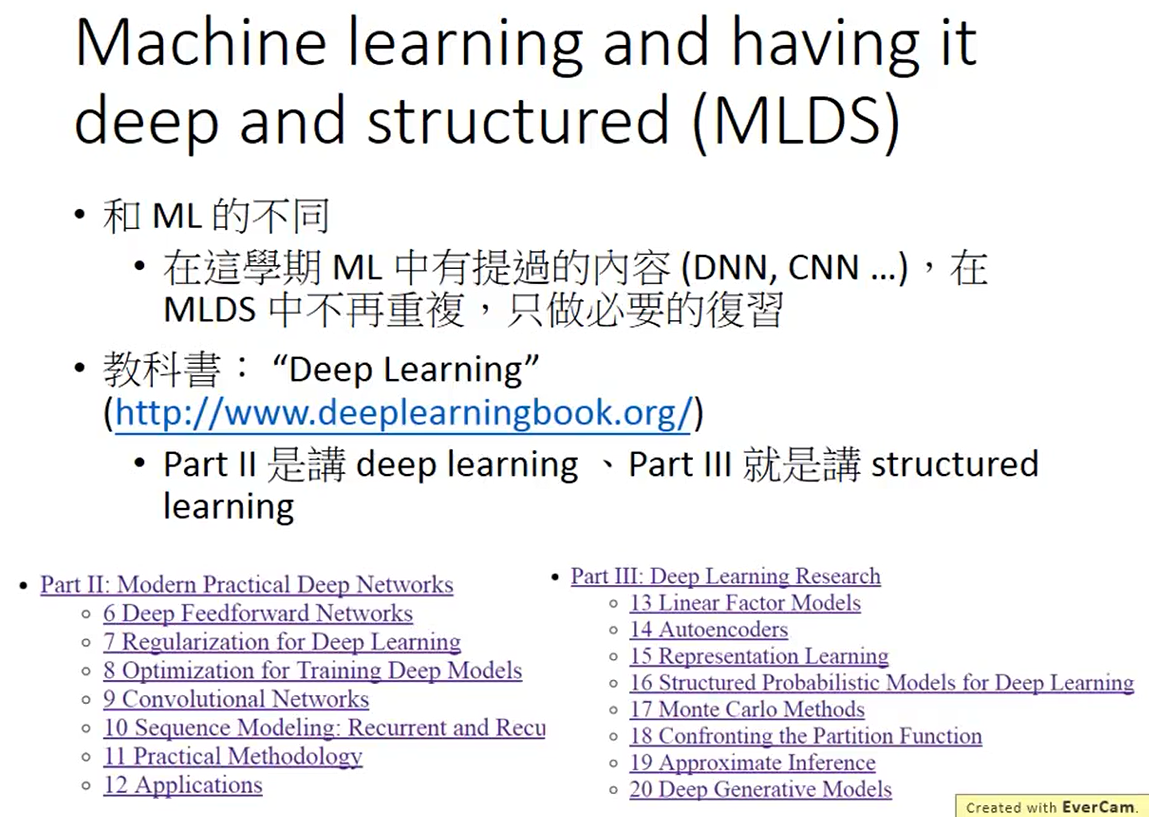 Machine learning and having it
deep and structured (MLDS)
• 和 ML 的不同
• 在這學期 ML 中有提過的內容 (DNN, CNN …)，在
MLDS 中不再重複，只做必要的復習
• 教科書： “Deep Learning”
(http://www.deeplearningbook.org/)
• Part II 是講 deep learning 、Part III 就是講 structured
learning
• Part II: Modern Practical Deep Networks
◦ 6 Deep Feedforward Networks
◦ 7 Regularization for Deep Learning
◦ 8 Optimization for Training Deep Models
◦ 9 Convolutional Networks
◦ 10 Sequence Modeling: Recurrent and Recu
◦ 11 Practical Methodology
◦ 12 Applications
• Part III: Deep Learning Research
◦ 13 Linear Factor Models
◦ 14 Autoencoders
◦ 15 Representation Learning
◦ 16 Structured Probabilistic Models for Deep Learning
◦ 17 Monte Carlo Methods
◦ 18 Confronting the Partition Function
◦ 19 Approximate Inference
◦ 20 Deep Generative Models
Created with EverCam.